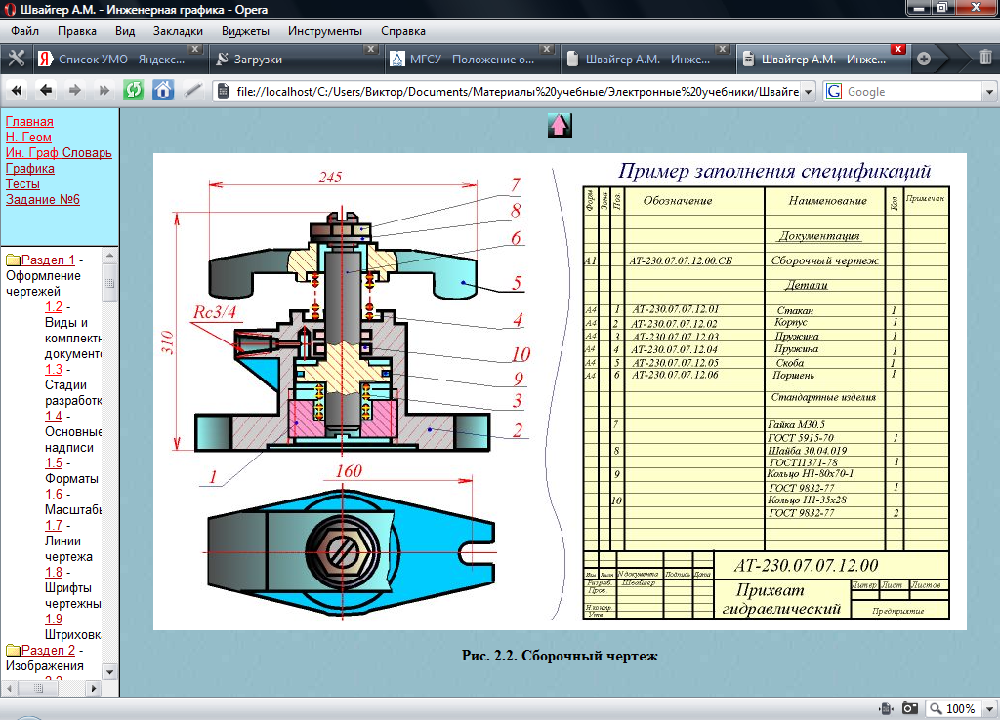 Швайгер А.М. - Инженерная графика - Opera
Файл Правка Вид Закладки Виджеты Инструменты Справка
Список УМО - Яндекс... Загрузки МГСУ - Положение о... Швайгер А.М. - Инже... Швайгер А.М. - Инже...
file://localhost/C:/Users/Виктор/Documents/Материалы%20учебные/Электронные%20учебники/Швайге Google
Главная
Н. Геом
Ин. Граф Словарь
Графика
Тесты
Задание №6
Раздел 1 -
Оформление
чертежей
1.2 -
Виды и
комплектн
документо
1.3 -
Стадии
разработк
1.4 -
Основные
надписи
1.5 -
Форматы
1.6 -
Масштабы
1.7 -
Линии
чертежа
1.8 -
Шрифты
чертежны
1.9 -
Штриховк
Раздел 2 -
Изображения
245
310
Rc3/4
7
8
6
5
4
10
9
3
2
1
160
Пример заполнения спецификаций
Форм Зона Поз. Обозначение Наименование Кол. Примечан
Документация
А1 АТ-230.07.07.12.00.СБ Сборочный чертеж
Детали
А4 1 АТ-230.07.07.12.01 Стакан 1
А4 2 АТ-230.07.07.12.02 Корпус 1
А4 3 АТ-230.07.07.12.03 Пружина 1
А4 4 АТ-230.07.07.12.04 Пружина 1
А4 5 АТ-230.07.07.12.05 Скоба 1
А4 6 АТ-230.07.07.12.06 Поршень 1
Стандартные изделия
7 Гайка М30.5
ГОСТ 5915-70 1
8 Шайба 30.04.019
ГОСТ11371-78 1
9 Кольцо Н1-80х70-1
ГОСТ 9832-77 1
10 Кольцо Н1-35х28
ГОСТ 9832-77 2
АТ-230.07.07.12.00
Изм Лист N документа Подпись Дата
Разраб. Швайгер
Пров.
Н.контр.
Утв.
Прихват
гидравлический
Литер Лист Листов
Предприятие
Рис. 2.2. Сборочный чертеж
100%